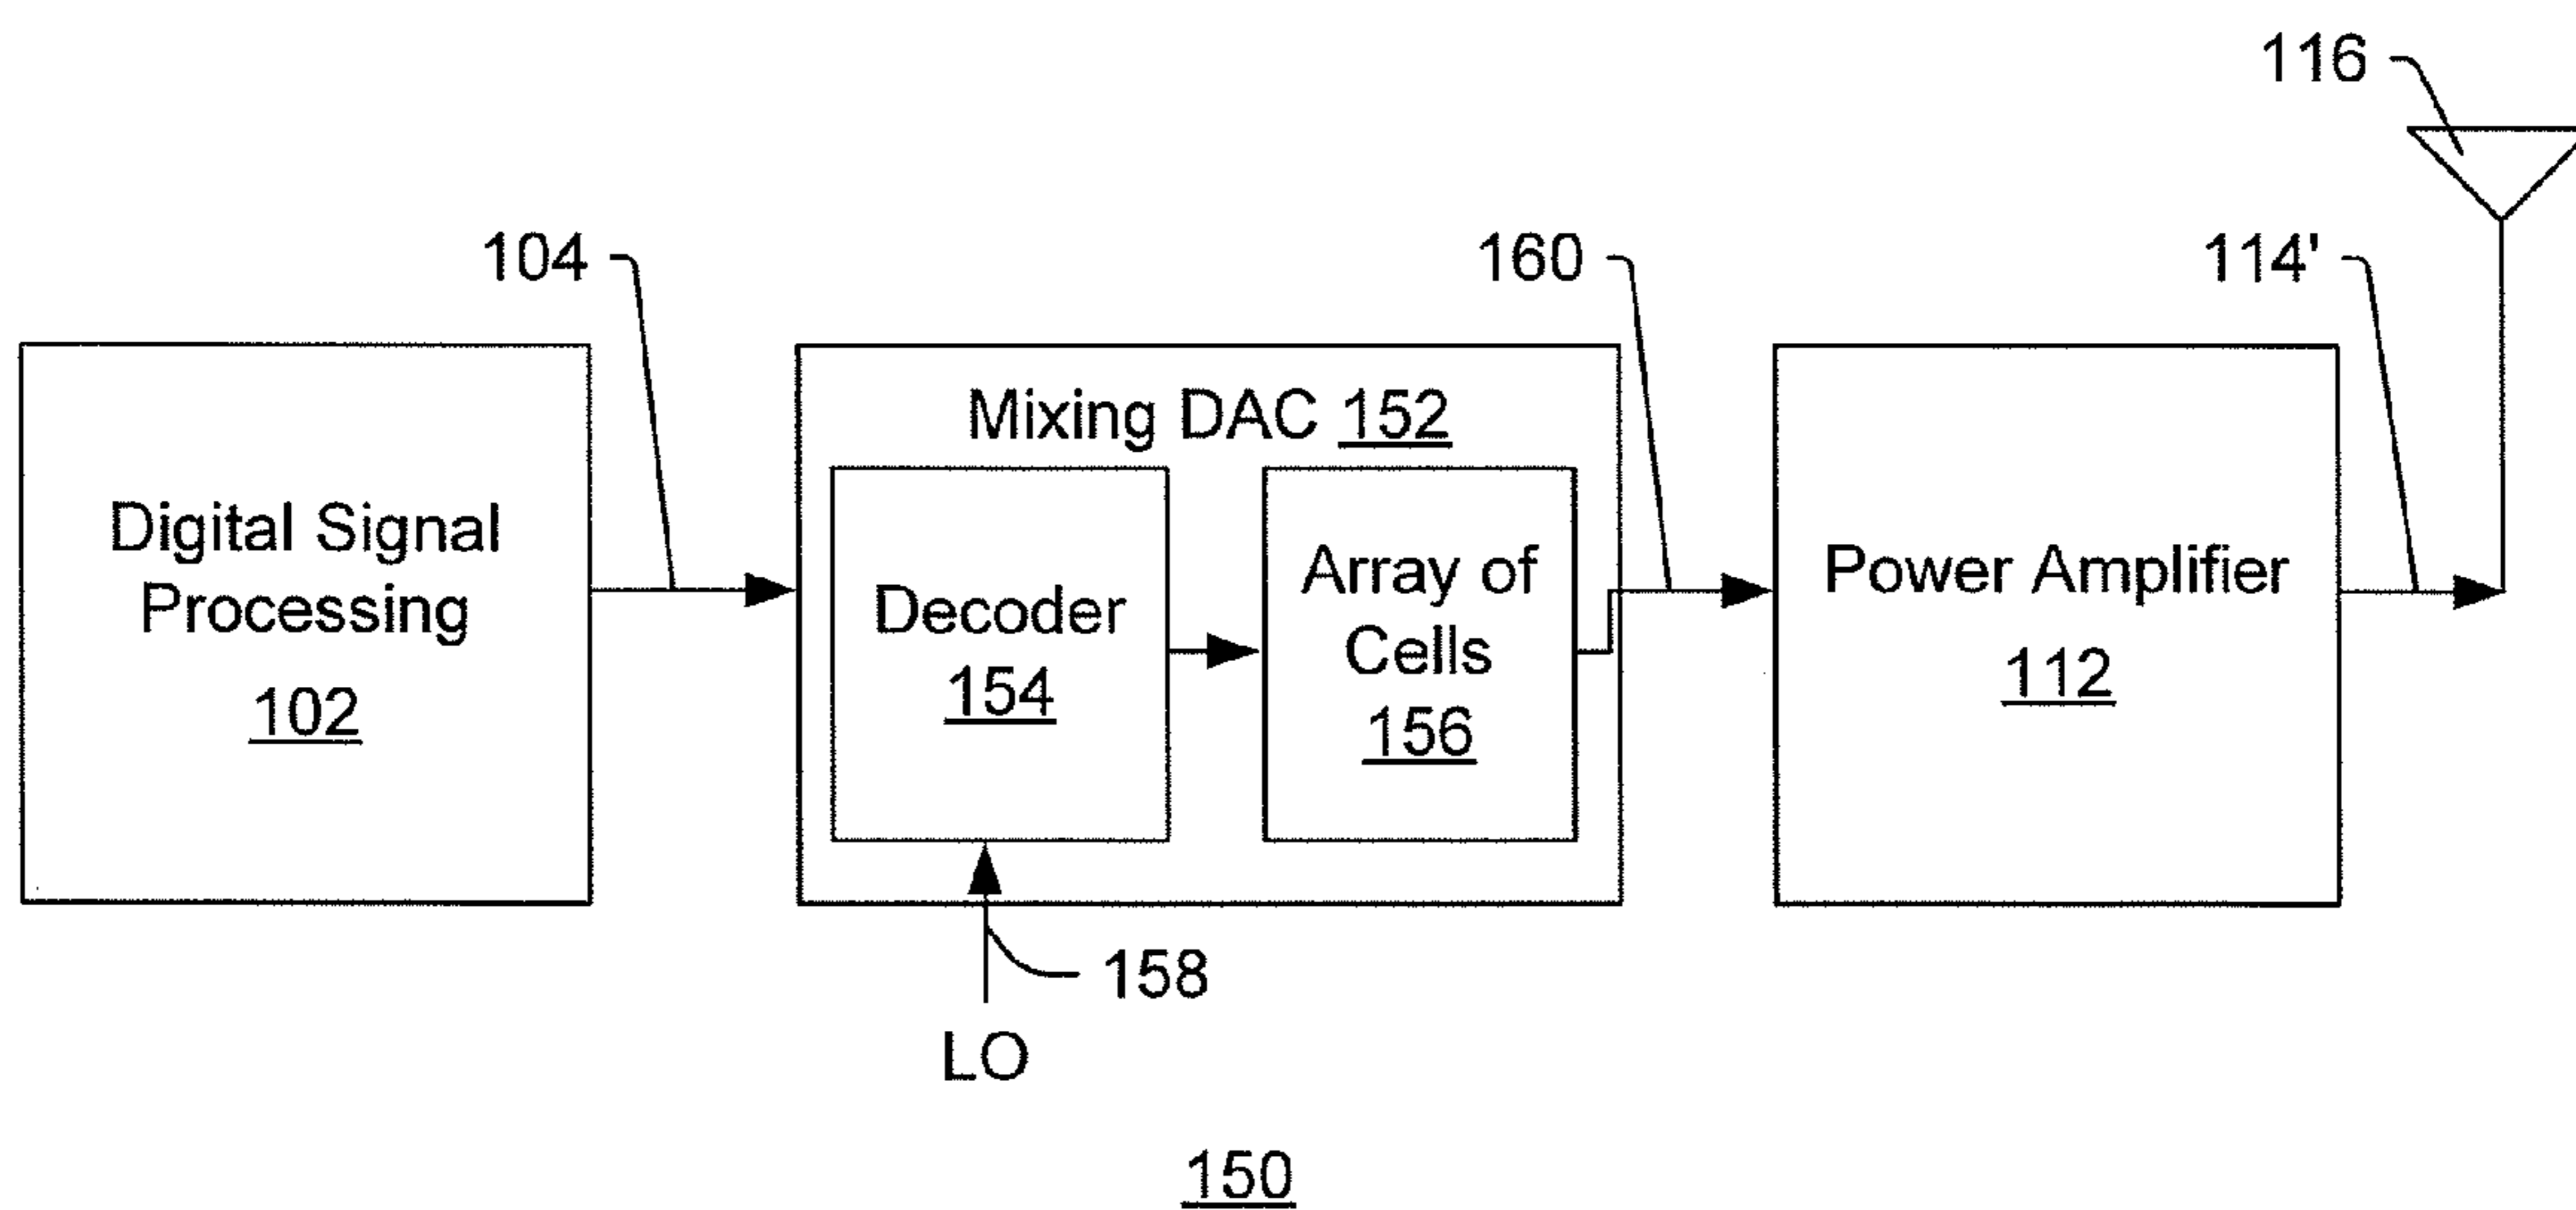 116
104
160
114'
Mixing DAC 152
Digital Signal
Processing
102
Decoder
154
Array of
Cells
156
Power Amplifier
112
158
LO
150